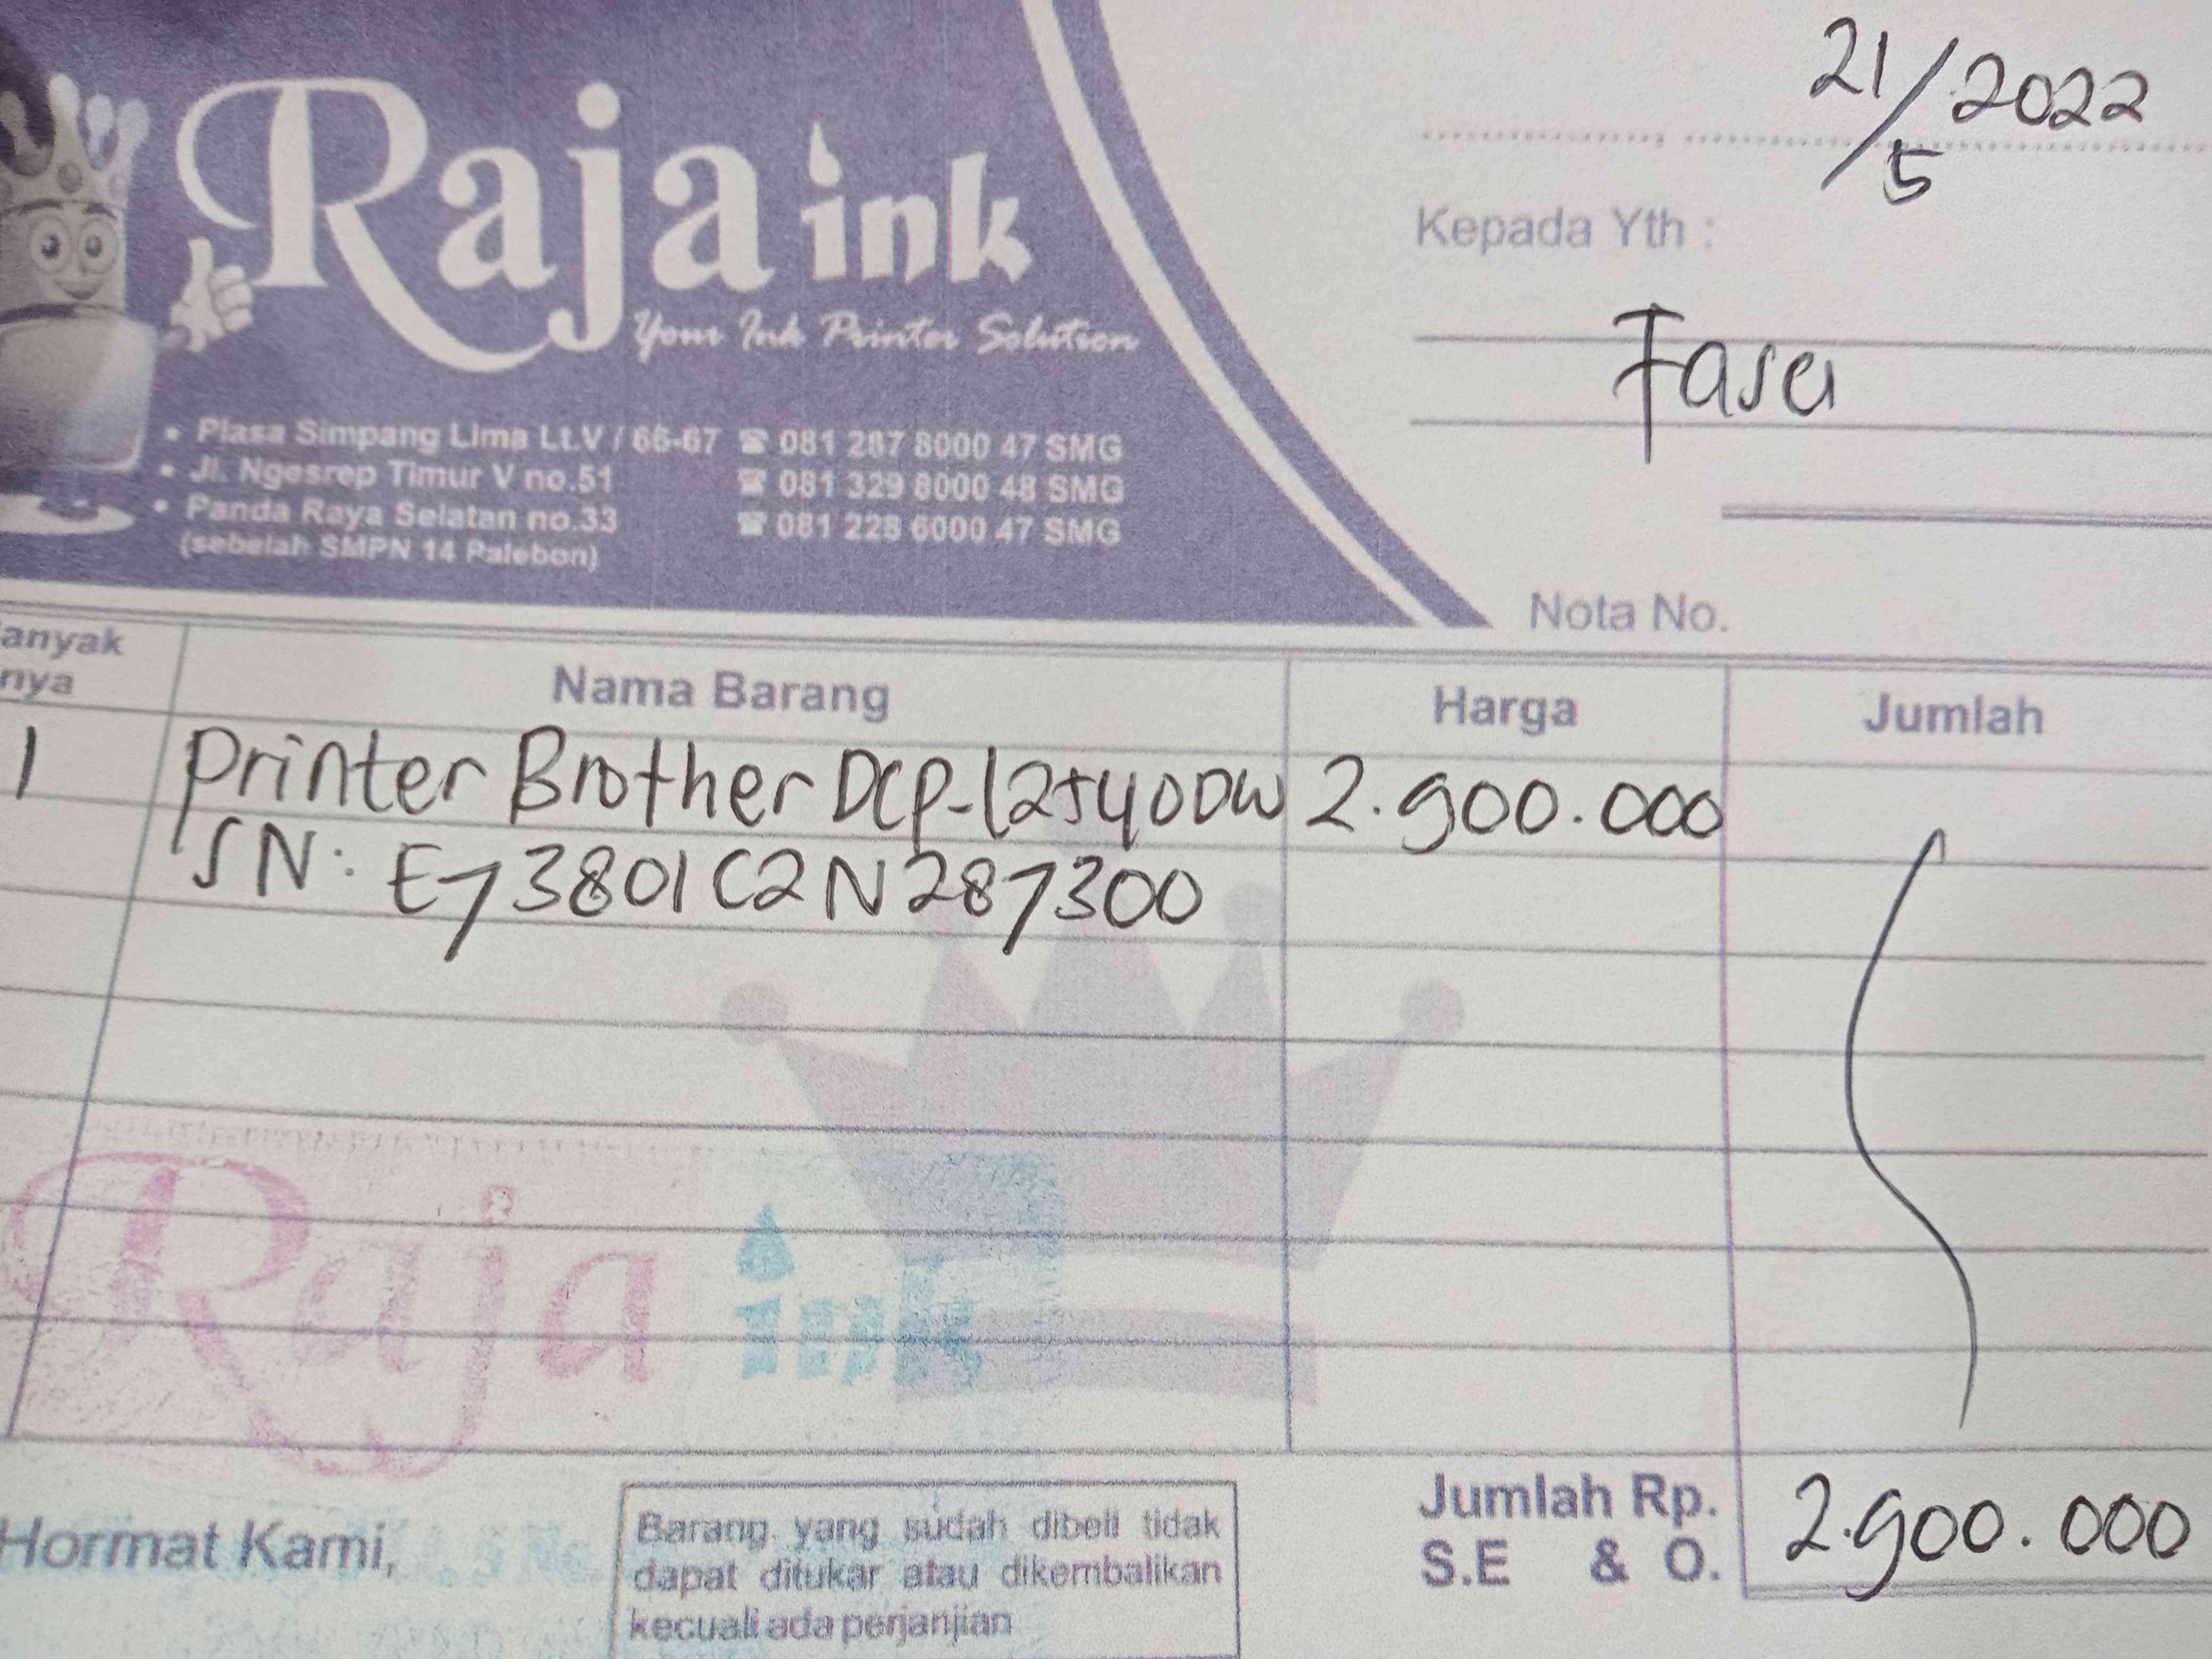 Raja ink
Your Ink Printer Solution
• Plasa Simpang Lima Lt.V / 66-67 ☎ 081 287 8000 47 SMG
• Jl. Ngesrep Timur V no.51 ☎ 081 329 8000 48 SMG
• Panda Raya Selatan no.33 ☎ 081 228 6000 47 SMG
(sebelah SMPN 14 Palebon)
21/5 2022
Kepada Yth :
Fasa
Nota No.
anyak
nya
Nama Barang
Harga
Jumlah
1 Printer Brother DCP-L2540DW 2.900.000
SN: E73801C2N287300
Raja ink
Hormat Kami,
Barang yang sudah dibeli tidak
dapat ditukar atau dikembalikan
kecuali ada perjanjian
Jumlah Rp. 2.900.000
S.E & O.